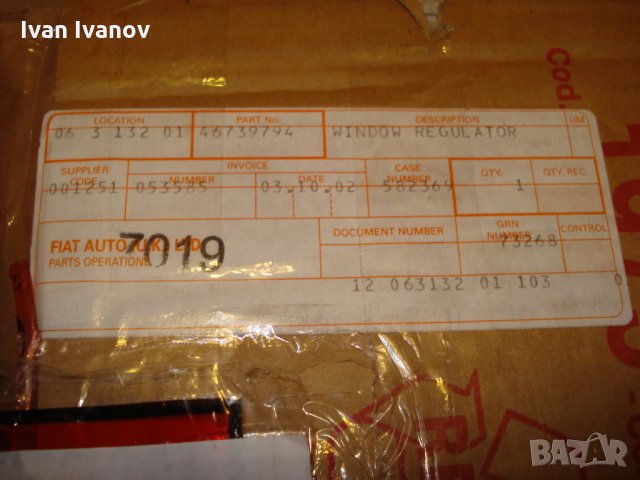 Ivan Ivanov
Cod.
LOCATION PART No. DESCRIPTION UM
06 3 132 01 46739794 WINDOW REGULATOR
SUPPLIER CODE INVOICE NUMBER DATE CASE NUMBER QTY. QTY. REC.
001251 053585 03.10.02 582369 1
FIAT AUTO (U.K.) LTD
PARTS OPERATIONS
7019
DOCUMENT NUMBER GRN NUMBER CONTROL
73268
12 063132 01 103 0
BAZAR